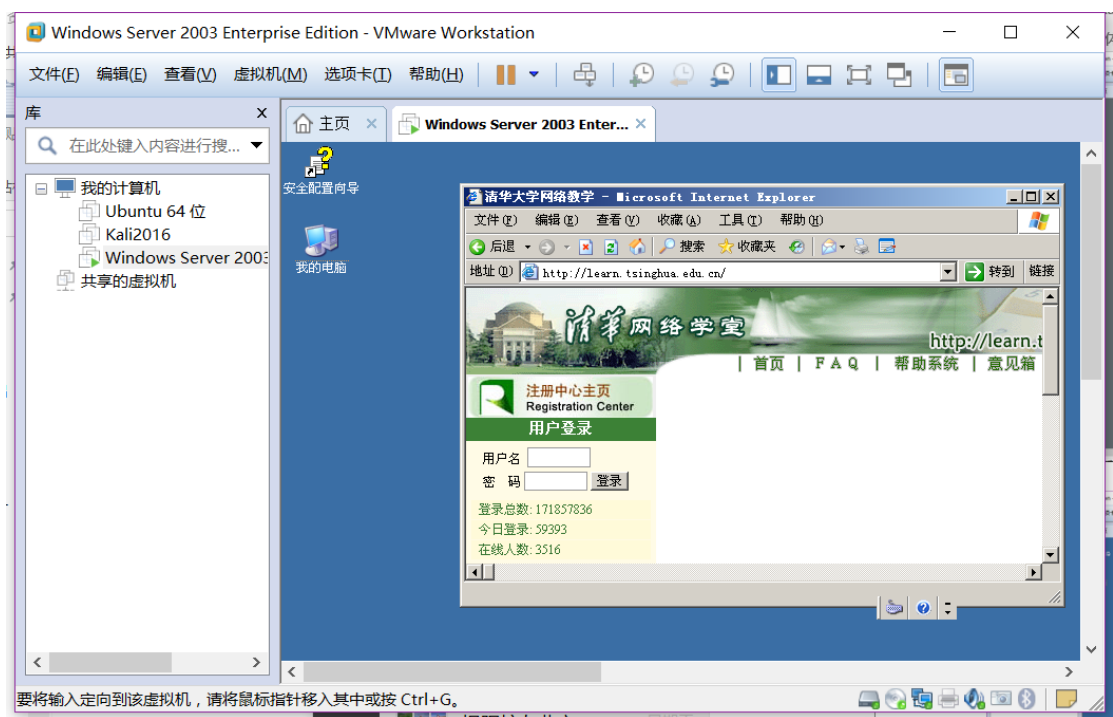 Windows Server 2003 Enterprise Edition - VMware Workstation
文件(F) 编辑(E) 查看(V) 虚拟机(M) 选项卡(T) 帮助(H)
库
在此处键入内容进行搜...
我的计算机
Ubuntu 64 位
Kali2016
Windows Server 2003
共享的虚拟机
主页
Windows Server 2003 Enter...
安全配置向导
我的电脑
清华大学网络教学 - Microsoft Internet Explorer
文件(F) 编辑(E) 查看(V) 收藏(A) 工具(T) 帮助(H)
后退 搜索 收藏夹
地址(D) http://learn.tsinghua.edu.cn/ 转到 链接
清华网络学堂
http://learn.t
| 首页 | F A Q | 帮助系统 | 意见箱
注册中心主页
Registration Center
用户登录
用户名
密 码 登录
登录总数: 171857836
今日登录: 59393
在线人数: 3516
要将输入定向到该虚拟机，请将鼠标指针移入其中或按 Ctrl+G。